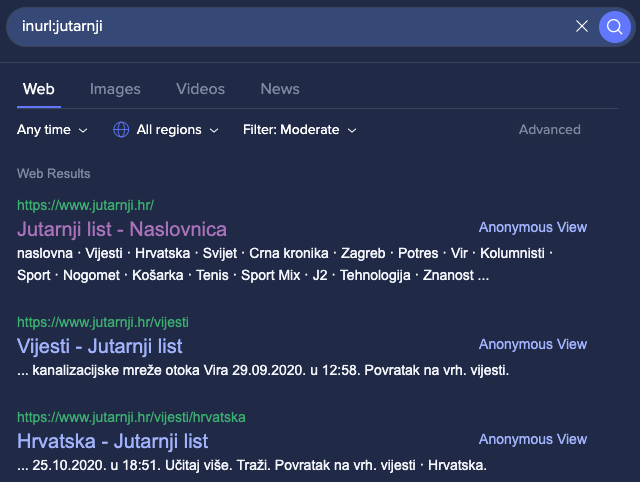 inurl:jutarnji
Web Images Videos News
Any time All regions Filter: Moderate Advanced
Web Results
https://www.jutarnji.hr/
Jutarnji list - Naslovnica
Anonymous View
naslovna · Vijesti · Hrvatska · Svijet · Crna kronika · Zagreb · Potres · Vir · Kolumnisti ·
Sport · Nogomet · Košarka · Tenis · Sport Mix · J2 · Tehnologija · Znanost ...
https://www.jutarnji.hr/vijesti
Vijesti - Jutarnji list
Anonymous View
... kanalizacijske mreže otoka Vira 29.09.2020. u 12:58. Povratak na vrh. vijesti.
https://www.jutarnji.hr/vijesti/hrvatska
Hrvatska - Jutarnji list
Anonymous View
... 25.10.2020. u 18:51. Učitaj više. Traži. Povratak na vrh. vijesti · Hrvatska.